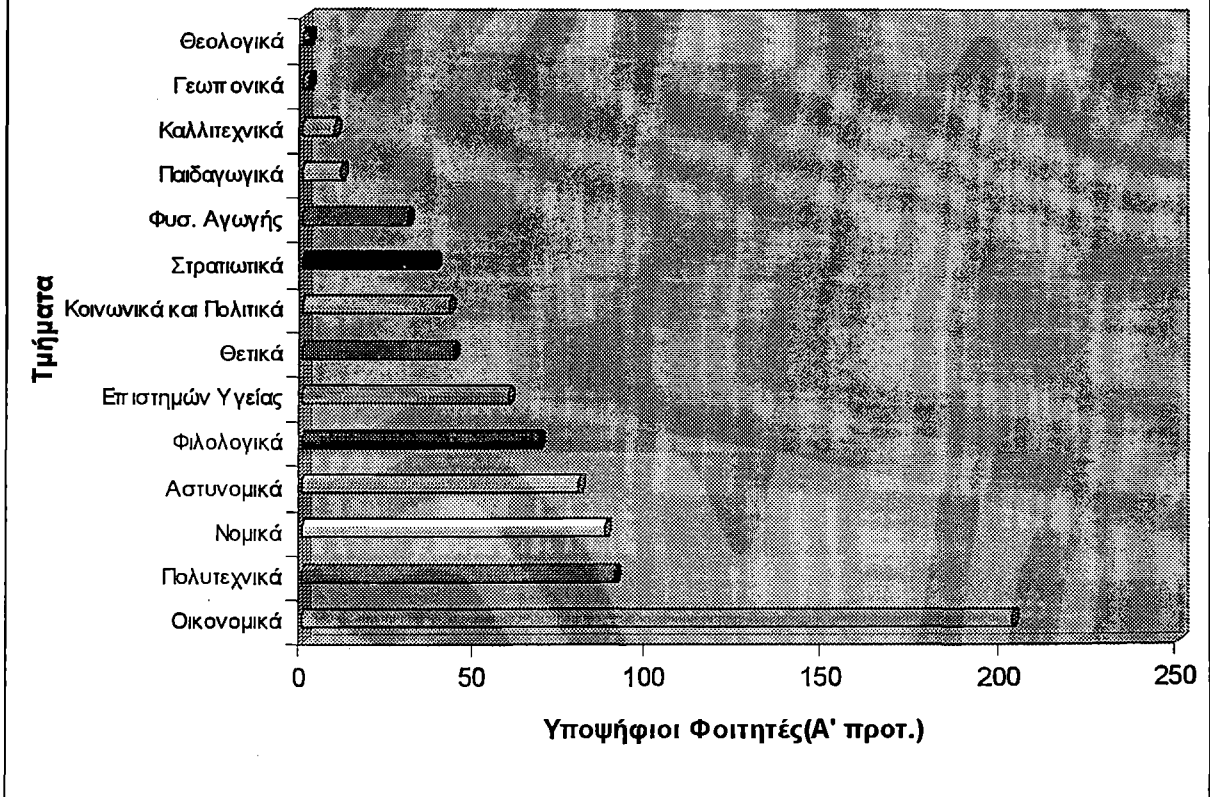 Θεολογικά
Γεωπονικά
Καλλιτεχνικά
Παιδαγωγικά
Φυσ. Αγωγής
Στρατιωτικά
Κοινωνικά και Πολιτικά
Θετικά
Επιστημών Υγείας
Φιλολογικά
Αστυνομικά
Νομικά
Πολυτεχνικά
Οικονομικά
Τμήματα
0 50 100 150 200 250
Υποψήφιοι Φοιτητές(Α' προτ.)